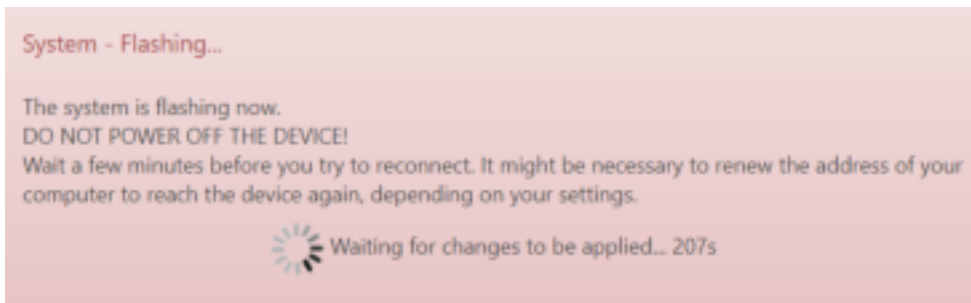 System - Flashing...
The system is flashing now.
DO NOT POWER OFF THE DEVICE!
Wait a few minutes before you try to reconnect. It might be necessary to renew the address of your
computer to reach the device again, depending on your settings.
Waiting for changes to be applied... 207s